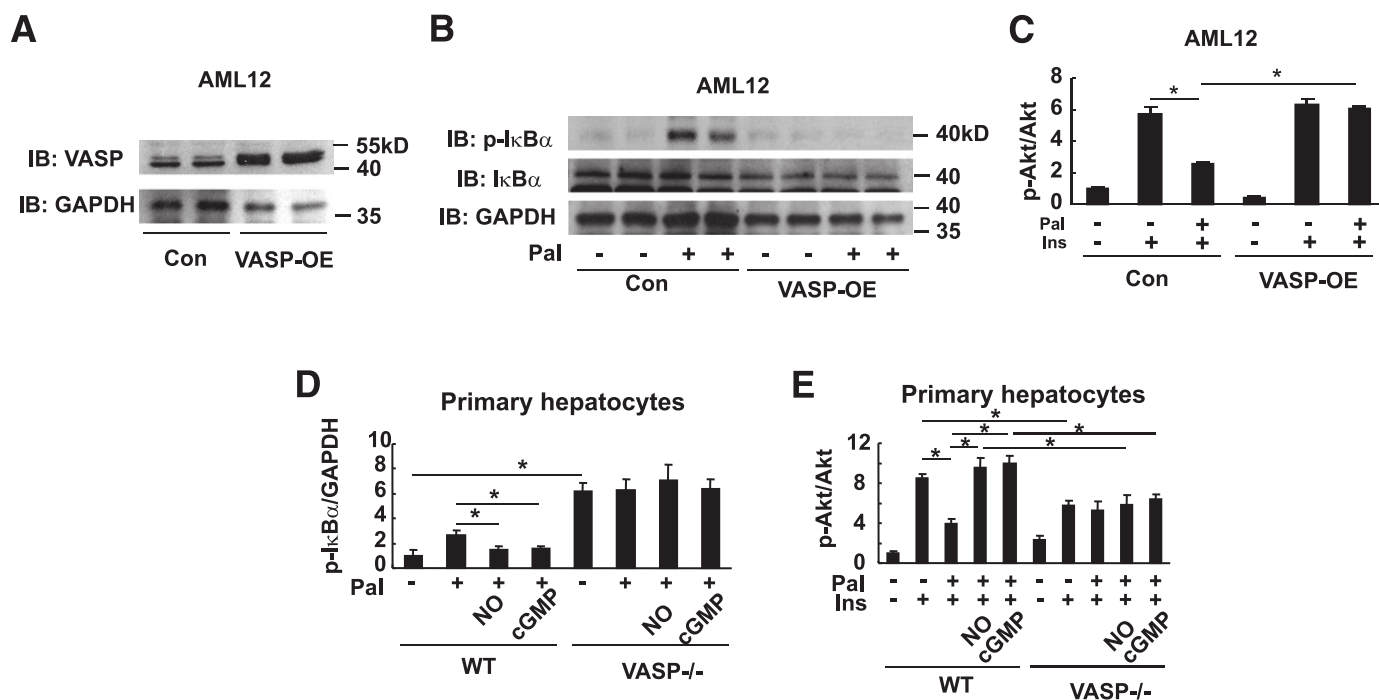 A
AML12
IB: VASP
55kD
40
IB: GAPDH
35
Con VASP-OE
B
AML12
IB: p-IκBα
40kD
IB: IκBα
40
IB: GAPDH
40
35
Pal - - + + - - + +
Con VASP-OE
C
AML12
p-Akt/Akt
8
6
4
2
0
Pal - - + - - +
Ins - + + - + +
Con VASP-OE
* *
D
Primary hepatocytes
p-IκBα/GAPDH
10
8
6
4
2
0
* * *
Pal - + + + - + + +
NO cGMP NO cGMP
WT VASP-/-
E
Primary hepatocytes
p-Akt/Akt
12
8
4
0
* * * * * *
Pal - - + + + - - + + +
Ins - + + + + - + + + +
NO cGMP NO cGMP
WT VASP-/-